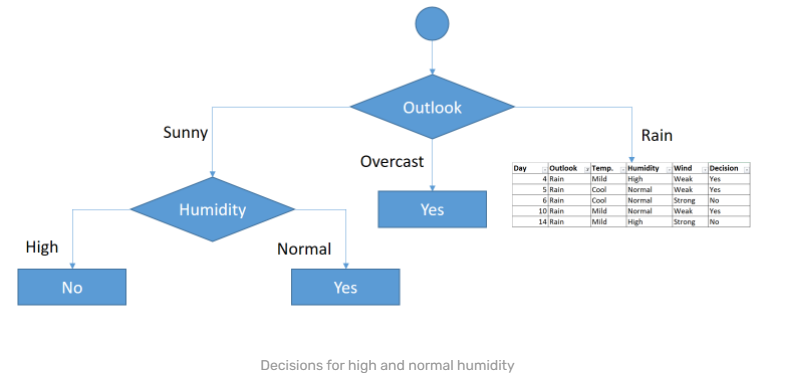 Outlook
Sunny
Overcast
Rain
Humidity
Yes
Day Outlook Temp. Humidity Wind Decision
4 Rain Mild High Weak Yes
5 Rain Cool Normal Weak Yes
6 Rain Cool Normal Strong No
10 Rain Mild Normal Weak Yes
14 Rain Mild High Strong No
High
Normal
No
Yes
Decisions for high and normal humidity